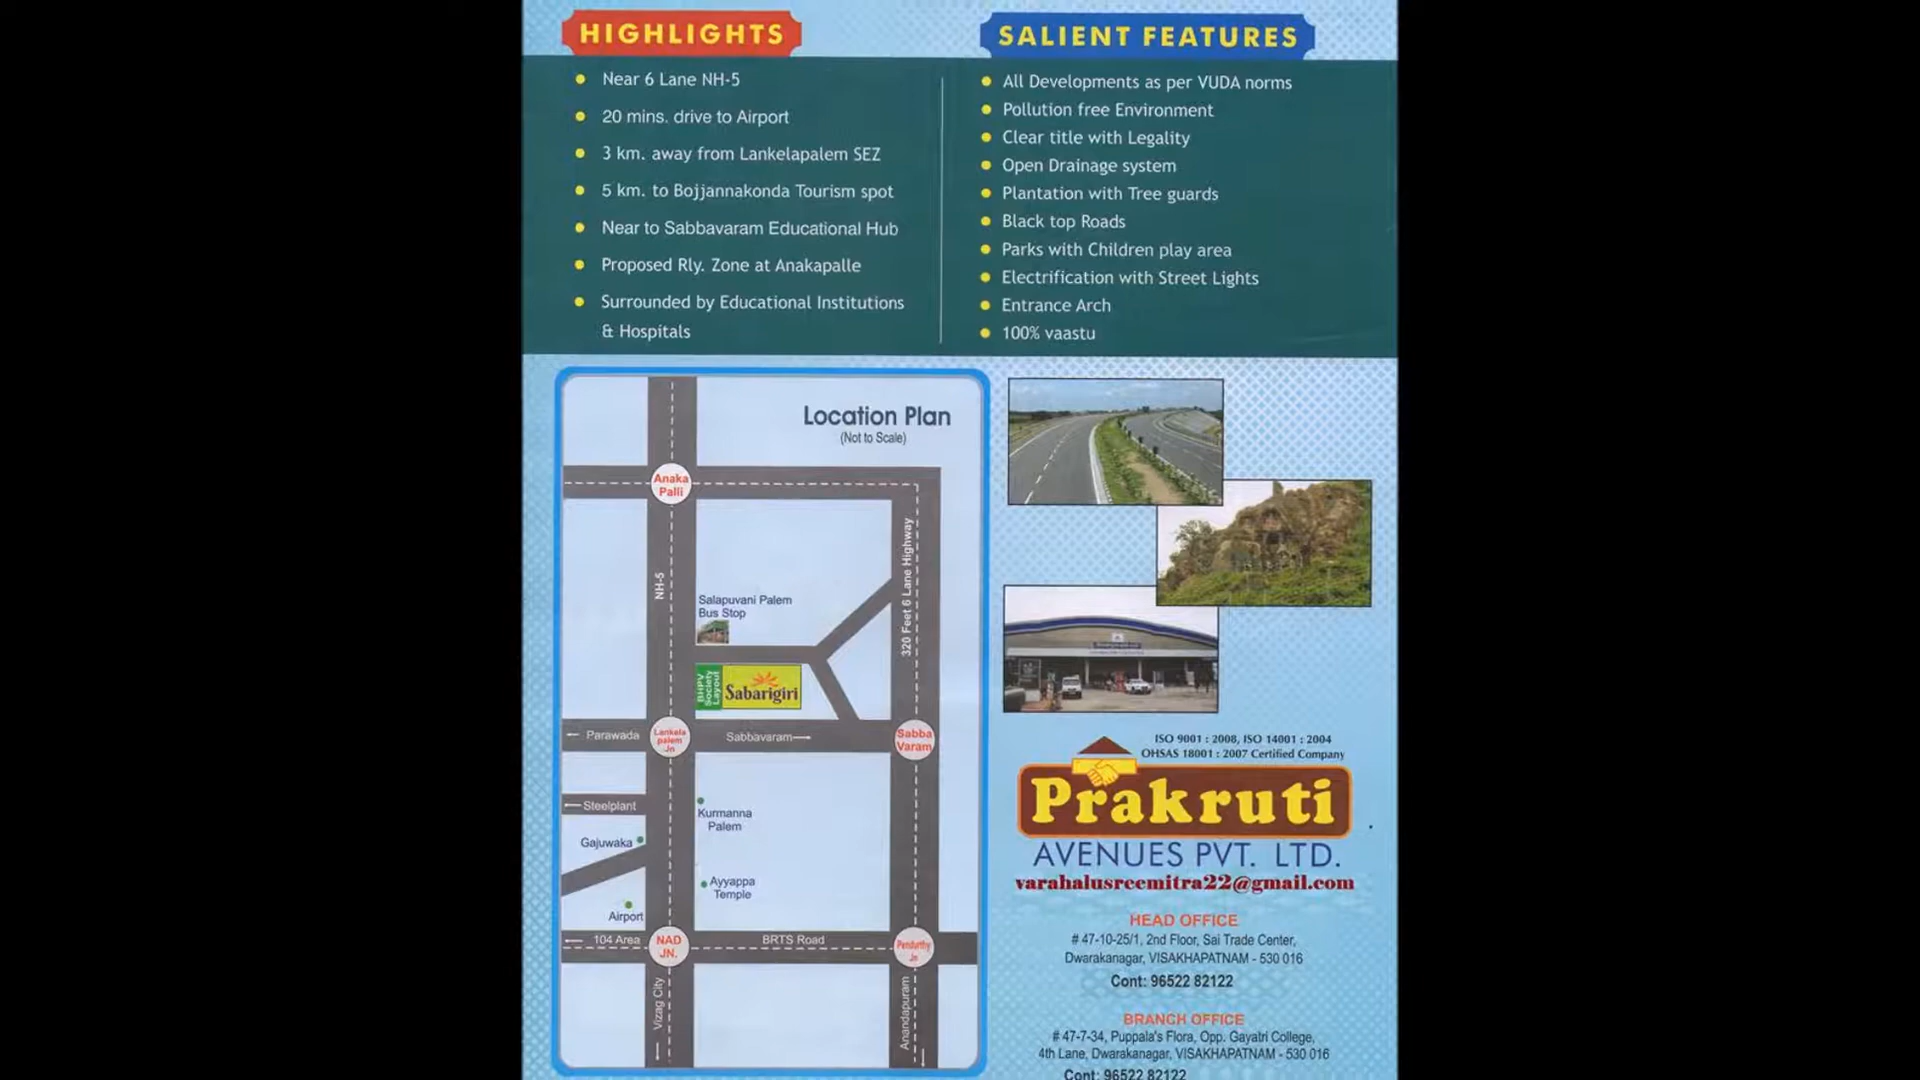 HIGHLIGHTS
Near 6 Lane NH-5
20 mins. drive to Airport
3 km. away from Lankelapalem SEZ
5 km. to Bojjannakonda Tourism spot
Near to Sabbavaram Educational Hub
Proposed Rly. Zone at Anakapalle
Surrounded by Educational Institutions
& Hospitals
SALIENT FEATURES
All Developments as per VUDA norms
Pollution free Environment
Clear title with Legality
Open Drainage system
Plantation with Tree guards
Black top Roads
Parks with Children play area
Electrification with Street Lights
Entrance Arch
100% vaastu
Location Plan
(Not to Scale)
Anaka
Palli
NH-5
320 Feet 6 Lane Highway
Salapuvani Palem
Bus Stop
BHPV
Society
Layout
Sabarigiri
Parawada
Lankela
palem
Jn
Sabbavaram
Sabba
Varam
Steelplant
Kurmanna
Palem
Gajuwaka
Ayyappa
Temple
Airport
104 Area
NAD
JN.
BRTS Road
Pendurthy
Jn
Vizag City
Anandapuram
ISO 9001 : 2008, ISO 14001 : 2004
OHSAS 18001 : 2007 Certified Company
Prakruti
AVENUES PVT. LTD.
varahalusreemitra22@gmail.com
HEAD OFFICE
# 47-10-25/1, 2nd Floor, Sai Trade Center,
Dwarakanagar, VISAKHAPATNAM - 530 016
Cont: 96522 82122
BRANCH OFFICE
# 47-7-34, Puppala's Flora, Opp. Gayatri College,
4th Lane, Dwarakanagar, VISAKHAPATNAM - 530 016
Cont: 96522 82122